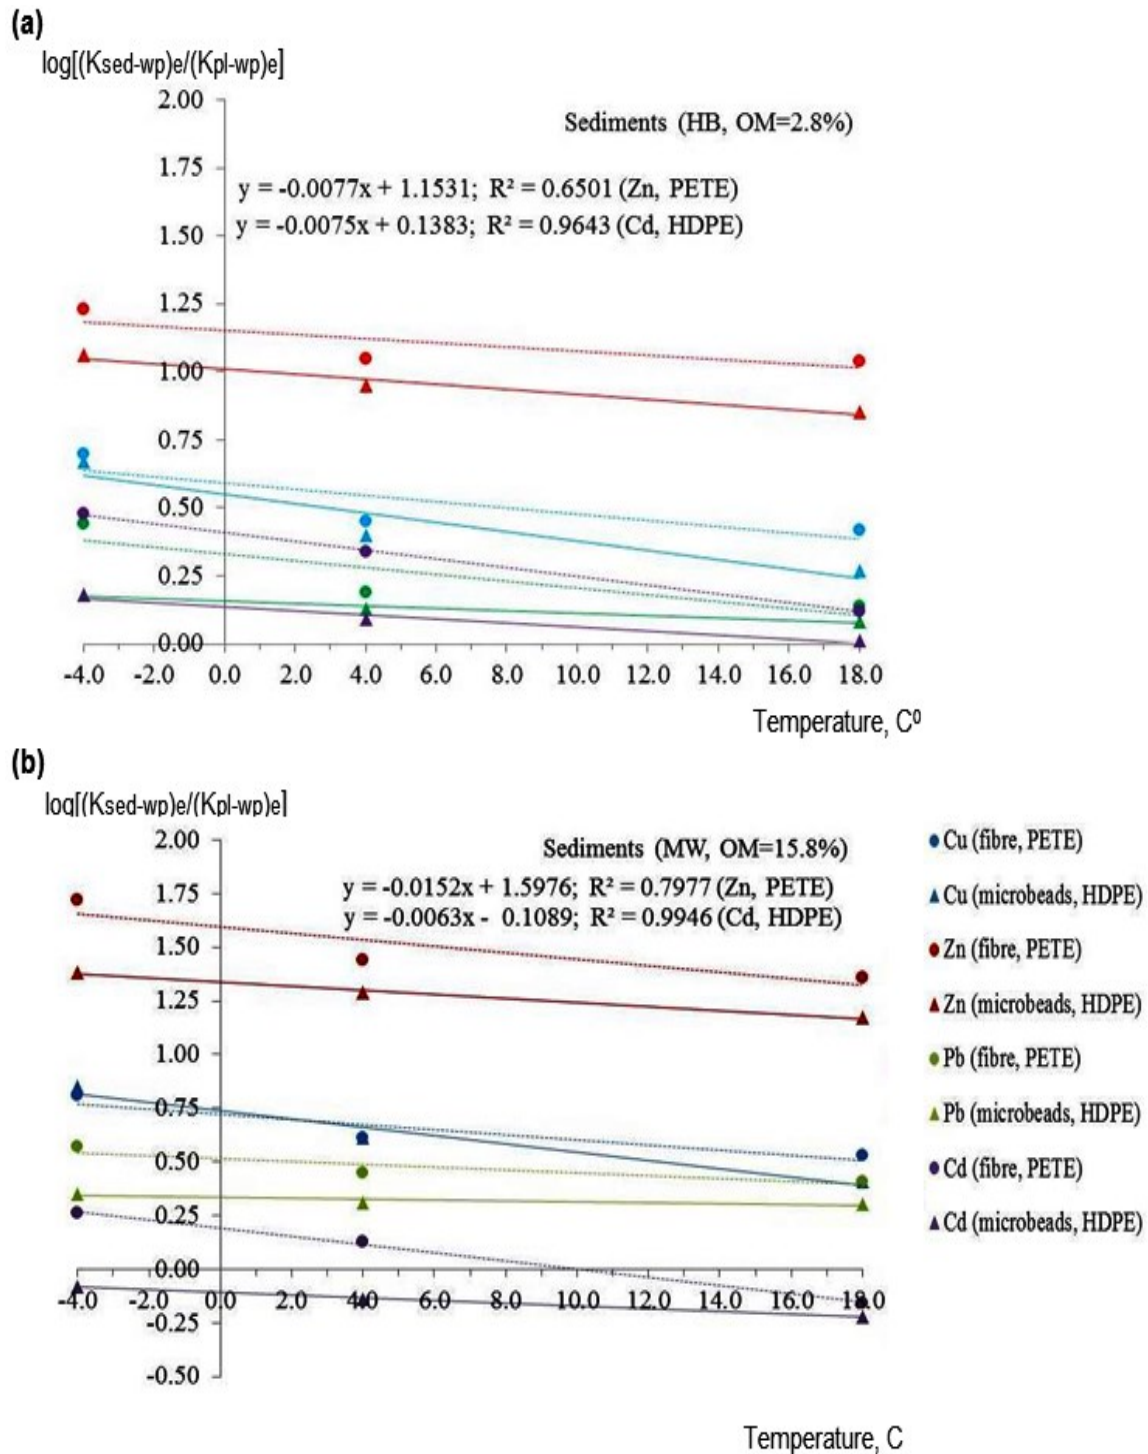 (a)
log[(Ksed-wp)e/(Kpl-wp)e]
2.00
Sediments (HB, OM=2.8%)
1.75
y = -0.0077x + 1.1531; R² = 0.6501 (Zn, PETE)
y = -0.0075x + 0.1383; R² = 0.9643 (Cd, HDPE)
1.50
1.25
1.00
0.75
0.50
0.25
0.00
-4.0 -2.0 0.0 2.0 4.0 6.0 8.0 10.0 12.0 14.0 16.0 18.0
Temperature, C⁰
(b)
log[(Ksed-wp)e/(Kpl-wp)e]
2.00
Sediments (MW, OM=15.8%)
y = -0.0152x + 1.5976; R² = 0.7977 (Zn, PETE)
y = -0.0063x - 0.1089; R² = 0.9946 (Cd, HDPE)
1.75
1.50
1.25
1.00
0.75
0.50
0.25
0.00
-4.0 -2.0 0.0 2.0 4.0 6.0 8.0 10.0 12.0 14.0 16.0 18.0
-0.25
-0.50
Temperature, C
Cu (fibre, PETE)
Cu (microbeads, HDPE)
Zn (fibre, PETE)
Zn (microbeads, HDPE)
Pb (fibre, PETE)
Pb (microbeads, HDPE)
Cd (fibre, PETE)
Cd (microbeads, HDPE)